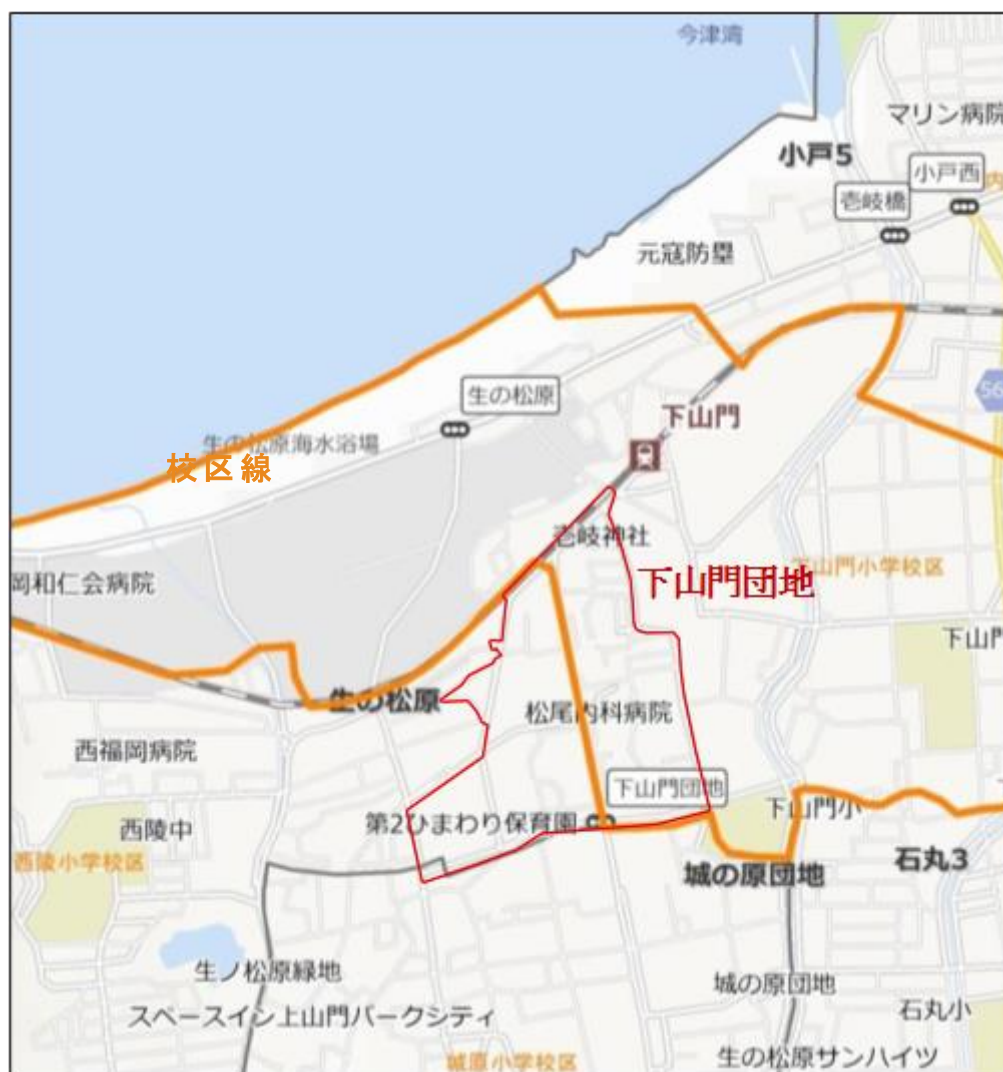 今津湾
マリン病院
小戸5
小戸西
内
壱岐橋
元寇防塁
生の松原
56
下山門
生の松原海水浴場
校区線
壱岐神社
下山門小学校区
岡和仁会病院
下山門団地
下山門
生の松原
松尾内科病院
西福岡病院
下山門団地
下山門小
第2ひまわり保育園
西陵中
西陵小学校区
石丸3
城の原団地
生ノ松原緑地
城の原団地
石丸小
スペースイン上山門パークシティ
城原小学校区
生の松原サンハイツ